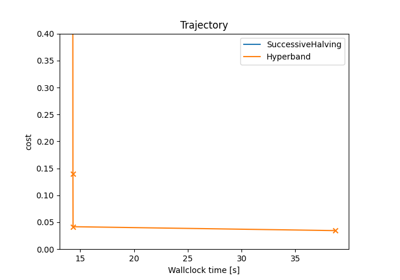 Trajectory
SuccessiveHalving
Hyperband
0.40
0.35
0.30
0.25
0.20
0.15
0.10
0.05
0.00
cost
15 20 25 30 35
Wallclock time [s]